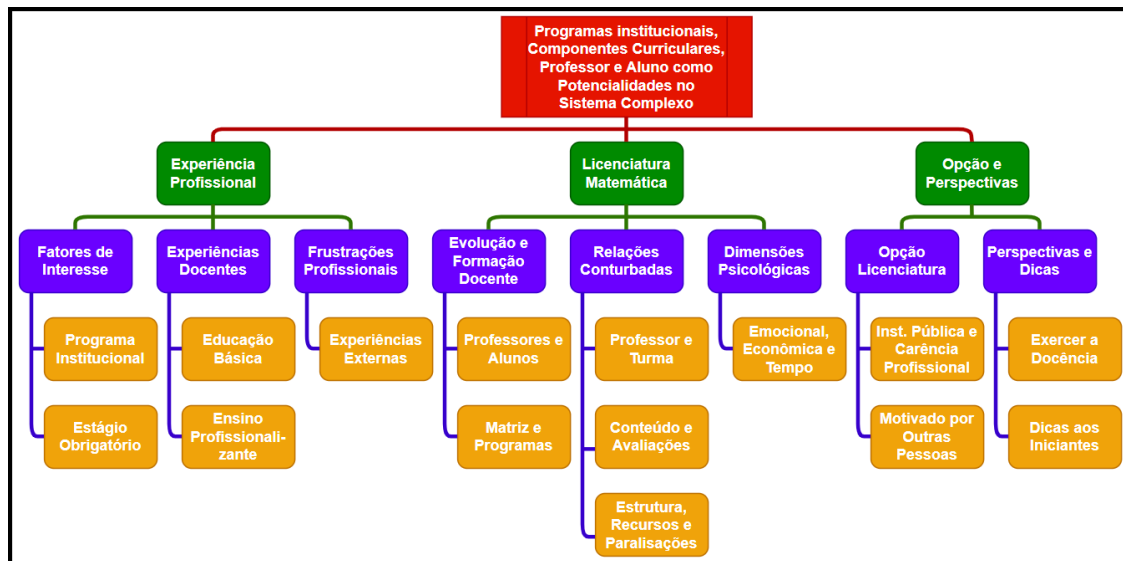 Programas institucionais,
Componentes Curriculares,
Professor e Aluno como
Potencialidades no
Sistema Complexo
Experiência
Profissional
Licenciatura
Matemática
Opção e
Perspectivas
Fatores de
Interesse
Experiências
Docentes
Frustrações
Profissionais
Evolução e
Formação
Docente
Relações
Conturbadas
Dimensões
Psicológicas
Opção
Licenciatura
Perspectivas e
Dicas
Programa
Institucional
Educação
Básica
Experiências
Externas
Professores e
Alunos
Professor e
Turma
Emocional,
Econômica e
Tempo
Inst. Pública e
Carência
Profissional
Exercer a
Docência
Estágio
Obrigatório
Ensino
Profissionali-
zante
Matriz e
Programas
Conteúdo e
Avaliações
Motivado por
Outras
Pessoas
Dicas aos
Iniciantes
Estrutura,
Recursos e
Paralisações